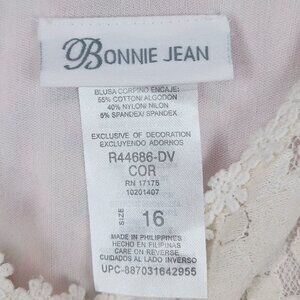 BONNIE JEAN
BLUSA CORPINO ENCAJE:
55% COTTON/ ALGODON
40% NYLON/ NILON
5% SPANDEX/ SPANDEX
EXCLUSIVE OF DECORATION
EXCLUYENDO ADORNOS
R44686-DV
COR
RN 17175
10201407
SIZE 16
MADE IN PHILIPPINES
HECHO EN FILIPINAS
CARE ON REVERSE
CUIDADOS AL LADO INVERSO
UPC-887031642955